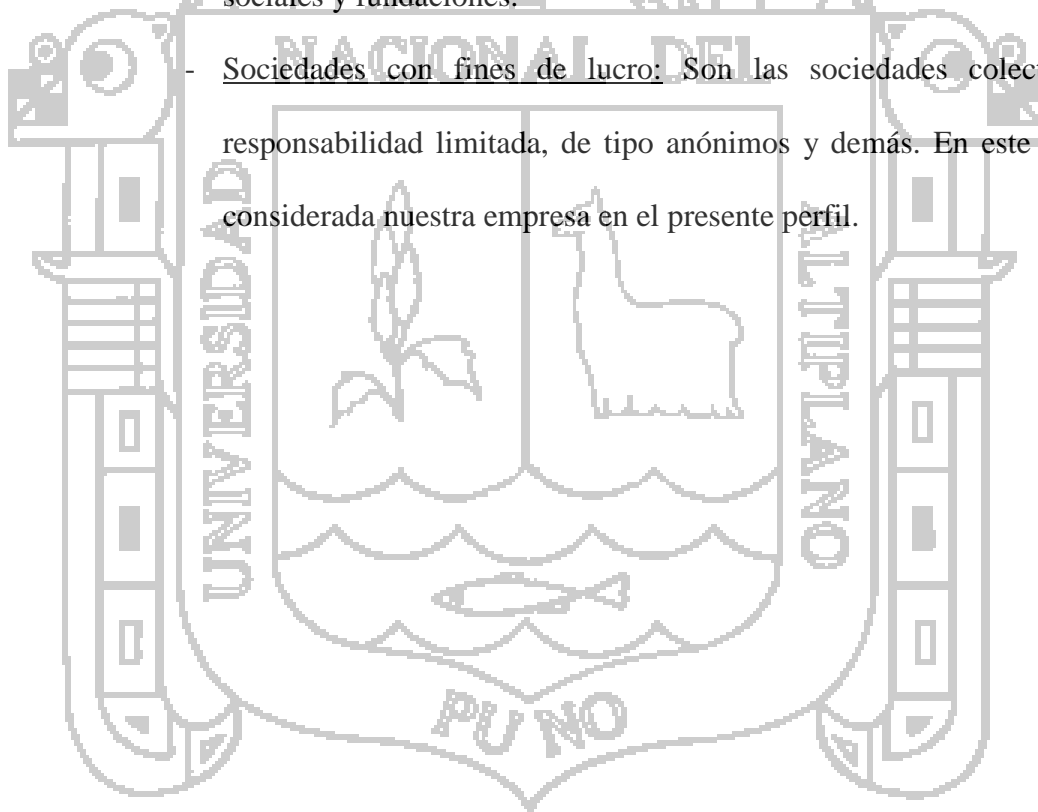 sociales y fundaciones.
- Sociedades con fines de lucro: Son las sociedades colec
responsabilidad limitada, de tipo anónimos y demás. En este
considerada nuestra empresa en el presente perfil.
NACIONAL DEL
UNIVERSIDAD
ALTIPLANO
PUNO